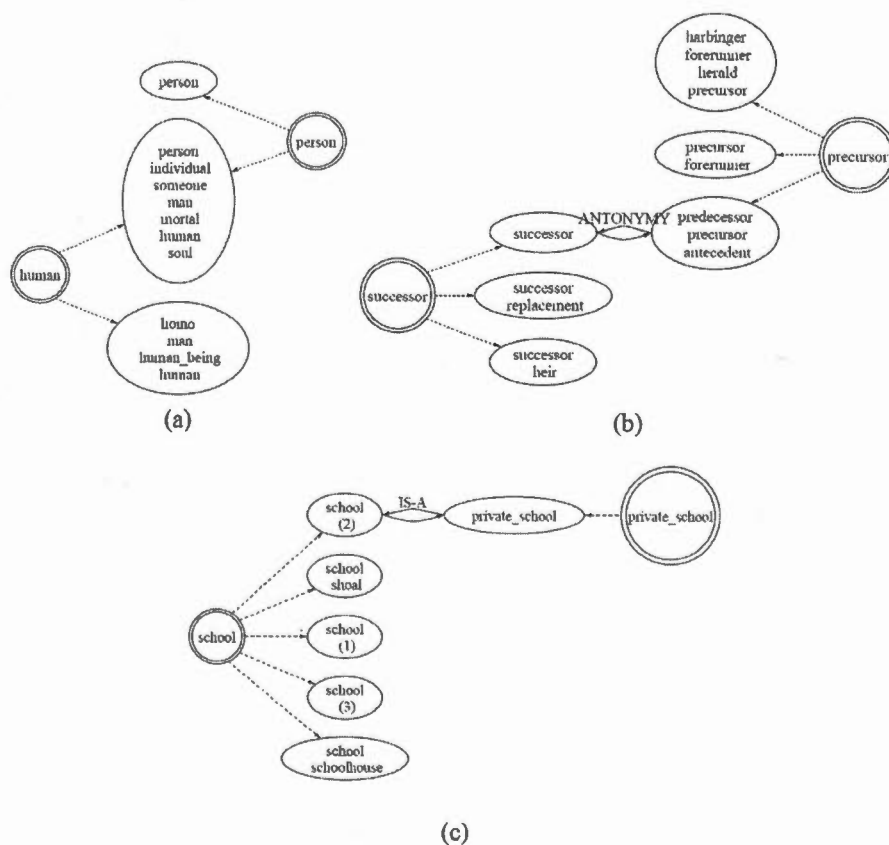 person
person
person
individual
someone
man
mortal
human
soul
human
homo
man
human_being
human
(a)
harbinger
forerunner
herald
precursor
precursor
forerunner
precursor
ANTONYMY
successor
predecessor
precursor
antecedent
successor
successor
replacement
successor
heir
(b)
IS-A
school
(2)
private_school
private_school
school
shoal
school
school
(1)
school
(3)
school
schoolhouse
(c)